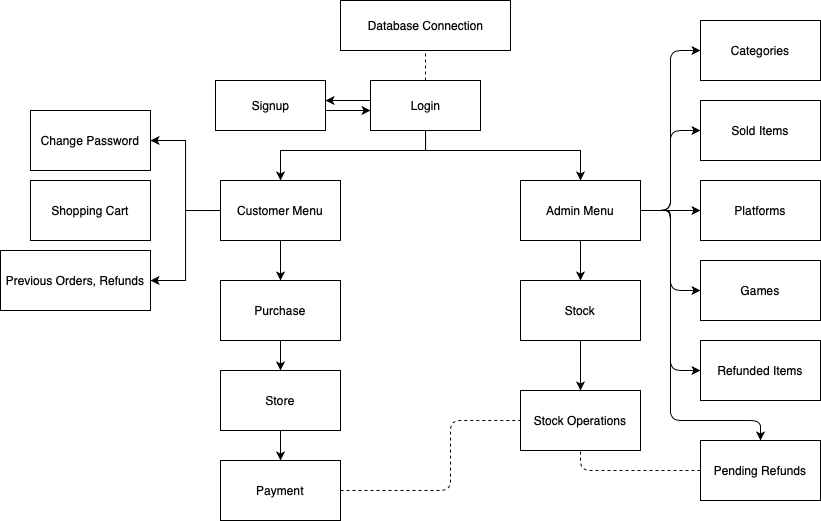 Database Connection
Categories
Signup
Login
Sold Items
Change Password
Shopping Cart
Customer Menu
Admin Menu
Platforms
Previous Orders, Refunds
Games
Purchase
Stock
Refunded Items
Store
Stock Operations
Pending Refunds
Payment